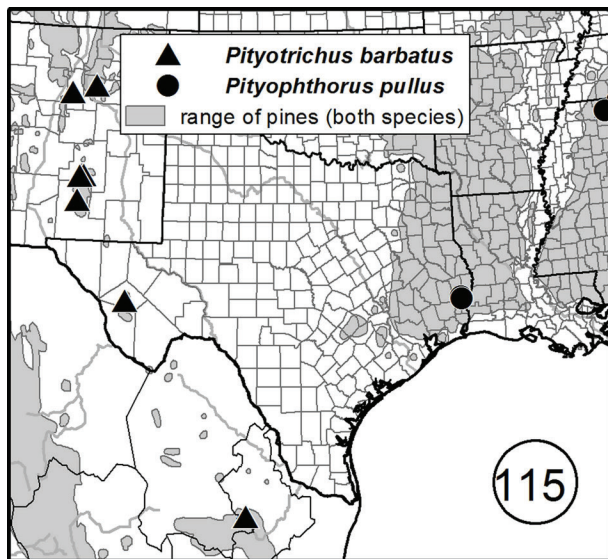 Pityotrichus barbatus
Pityophthorus pullus
range of pines (both species)
115